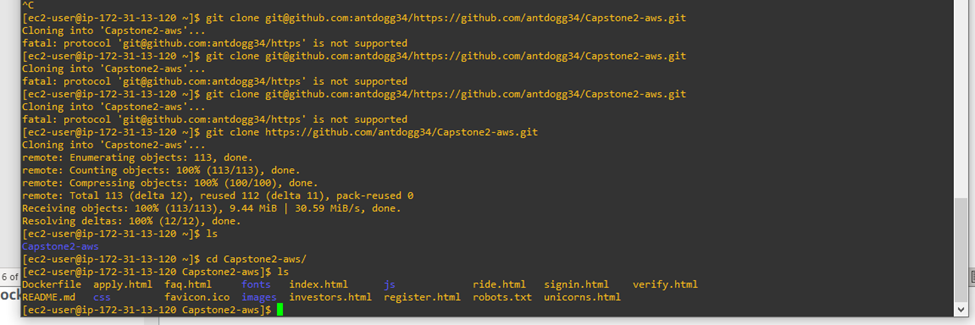 ^C
[ec2-user@ip-172-31-13-120 ~]$ git clone git@github.com:antdogg34/https://github.com/antdogg34/Capstone2-aws.git
Cloning into 'Capstone2-aws'...
fatal: protocol 'git@github.com:antdogg34/https' is not supported
[ec2-user@ip-172-31-13-120 ~]$ git clone git@github.com:antdogg34/https://github.com/antdogg34/Capstone2-aws.git
Cloning into 'Capstone2-aws'...
fatal: protocol 'git@github.com:antdogg34/https' is not supported
[ec2-user@ip-172-31-13-120 ~]$ git clone git@github.com:antdogg34/https://github.com/antdogg34/Capstone2-aws.git
Cloning into 'Capstone2-aws'...
fatal: protocol 'git@github.com:antdogg34/https' is not supported
[ec2-user@ip-172-31-13-120 ~]$ git clone https://github.com/antdogg34/Capstone2-aws.git
Cloning into 'Capstone2-aws'...
remote: Enumerating objects: 113, done.
remote: Counting objects: 100% (113/113), done.
remote: Compressing objects: 100% (100/100), done.
remote: Total 113 (delta 12), reused 112 (delta 11), pack-reused 0
Receiving objects: 100% (113/113), 9.44 MiB | 30.59 MiB/s, done.
Resolving deltas: 100% (12/12), done.
[ec2-user@ip-172-31-13-120 ~]$ ls
Capstone2-aws
[ec2-user@ip-172-31-13-120 ~]$ cd Capstone2-aws/
[ec2-user@ip-172-31-13-120 Capstone2-aws]$ ls
Dockerfile apply.html faq.html fonts index.html js ride.html signin.html verify.html
README.md css favicon.ico images investors.html register.html robots.txt unicorns.html
[ec2-user@ip-172-31-13-120 Capstone2-aws]$
6 of
ock